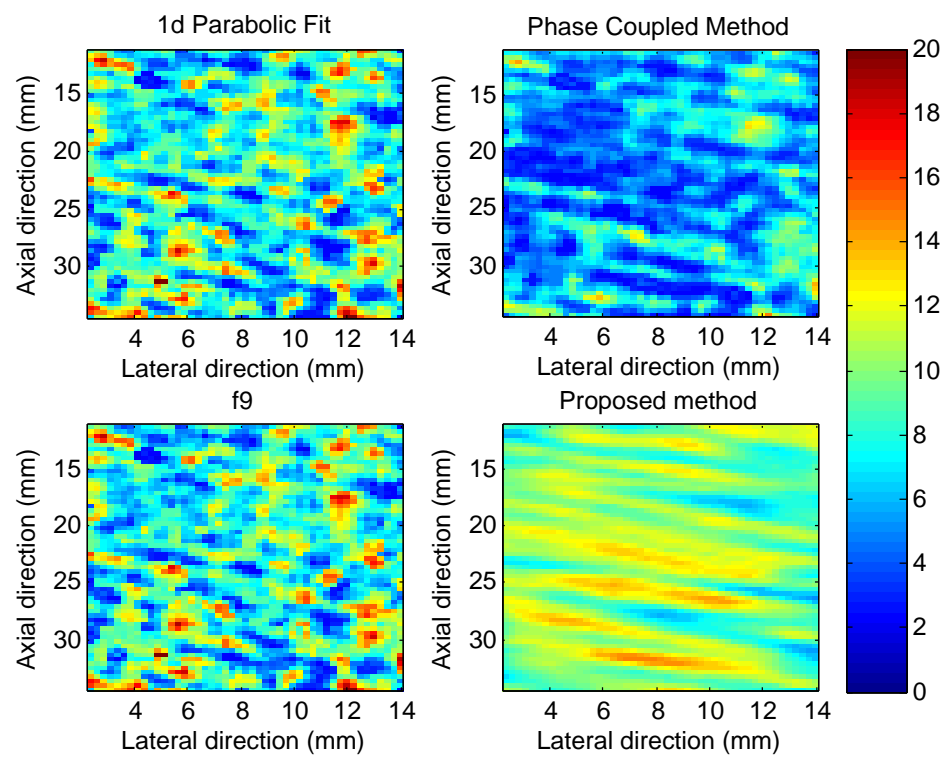 1d Parabolic Fit
Axial direction (mm)
15
20
25
30
4 6 8 10 12 14
Lateral direction (mm)
Phase Coupled Method
Axial direction (mm)
15
20
25
30
4 6 8 10 12 14
Lateral direction (mm)
f9
Axial direction (mm)
15
20
25
30
4 6 8 10 12 14
Lateral direction (mm)
Proposed method
Axial direction (mm)
15
20
25
30
4 6 8 10 12 14
Lateral direction (mm)
20
18
16
14
12
10
8
6
4
2
0